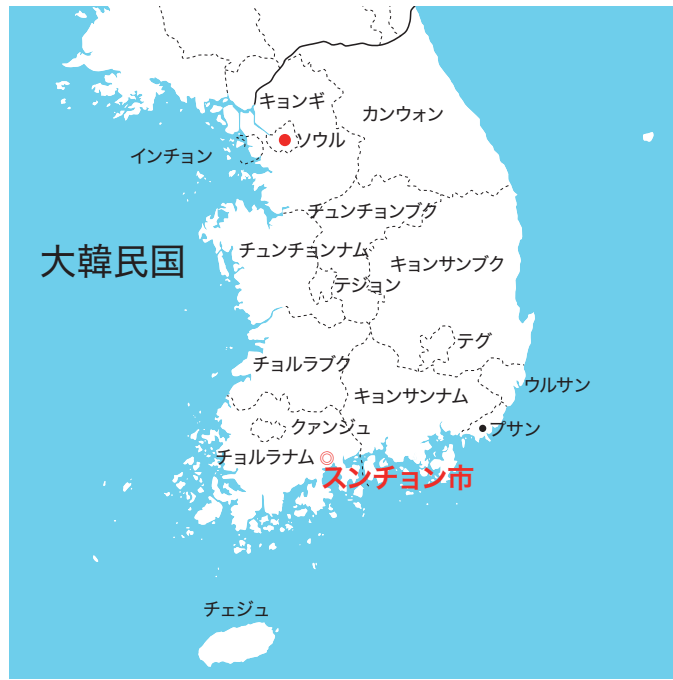 キョンギ
カンウォン
ソウル
インチョン
チュンチョンブク
大韓民国
チュンチョンナム
キョンサンブク
テジョン
テグ
チョルラブク
キョンサンナム
ウルサン
クァンジュ
プサン
チョルラナム
スンチョン市
チェジュ